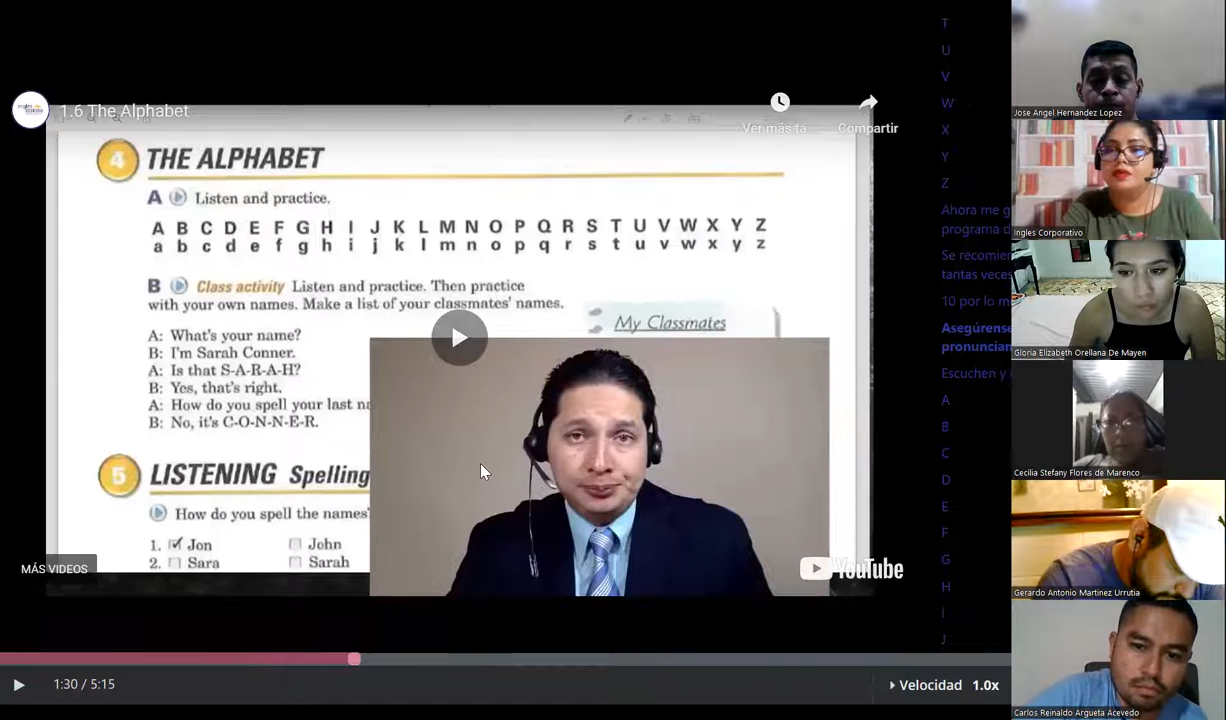 1.6 The Alphabet
Ver más ta...
Compartir
4 THE ALPHABET
A Listen and practice.
A B C D E F G H I J K L M N O P Q R S T U V W X Y Z
a b c d e f g h i j k l m n o p q r s t u v w x y z
B Class activity Listen and practice. Then practice
with your own names. Make a list of your classmates' names.
My Classmates
A: What's your name?
B: I'm Sarah Conner.
A: Is that S-A-R-A-H?
B: Yes, that's right.
A: How do you spell your last
B: No, it's C-O-N-N-E-R.
5 LISTENING Spelling
How do you spell the names
1. Jon John
2. Sara Sarah
MÁS VIDEOS
YouTube
1:30 / 5:15
Velocidad 1.0x
T
U
V
W
X
Y
Z
Ahora me
programa
Se
tantas veces
10 por lo
Asegúrense
Escuchen y
A
B
C
D
E
F
G
H
I
J
Jose Angel Hernandez Lopez
Ingles Corporativo
Gloria Elizabeth Orellana De Mayen
Cecilia Stefany Flores de Marenco
Gerardo Antonio Martinez Urrutia
Carlos Reinaldo Argueta Acevedo